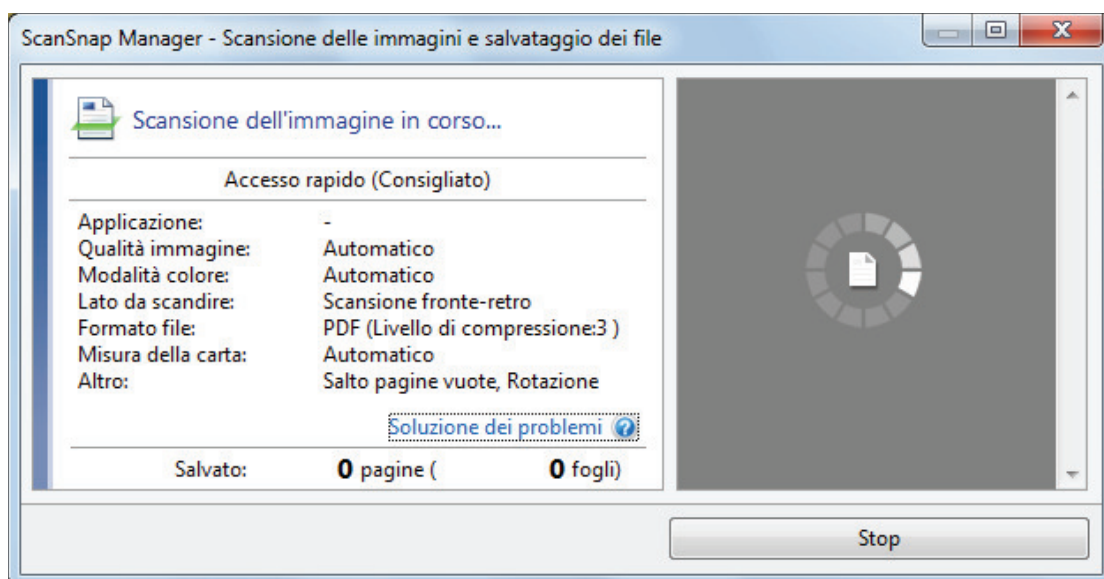 ScanSnap Manager - Scansione delle immagini e salvataggio dei file
Scansione dell'immagine in corso...
Accesso rapido (Consigliato)
Applicazione: -
Qualità immagine: Automatico
Modalità colore: Automatico
Lato da scandire: Scansione fronte-retro
Formato file: PDF (Livello di compressione:3 )
Misura della carta: Automatico
Altro: Salto pagine vuote, Rotazione
Soluzione dei problemi ?
Salvato: 0 pagine ( 0 fogli)
Stop